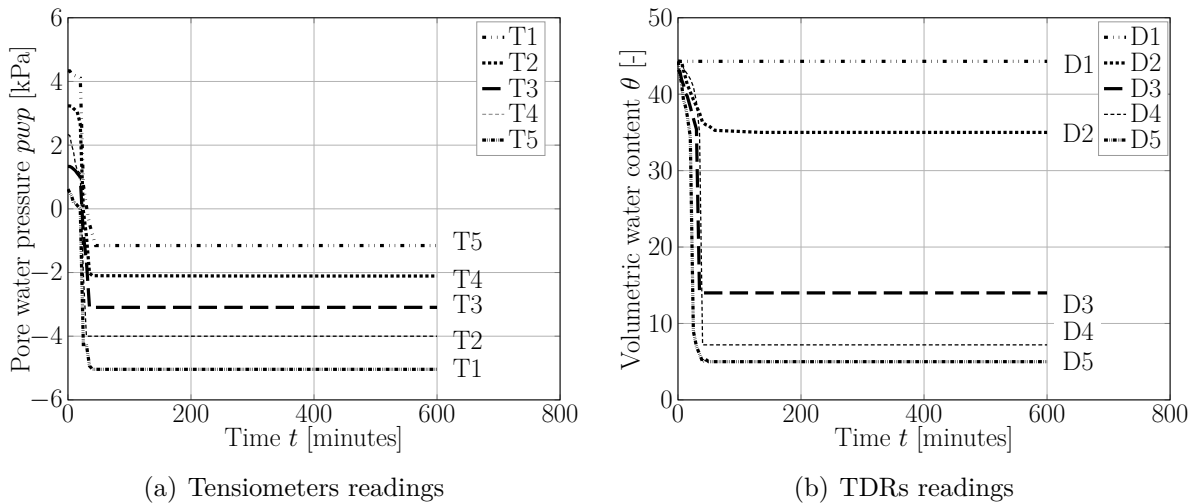 Pore water pressure pwp [kPa]
6
4
2
0
−2
−4
−6
0
200
400
600
800
Time t [minutes]
T1
T2
T3
T4
T5
T5
T4
T3
T2
T1
(a) Tensiometers readings
Volumetric water content θ [-]
50
40
30
20
10
0
0
200
400
600
800
Time t [minutes]
D1
D2
D3
D4
D5
D1
D2
D3
D4
D5
(b) TDRs readings